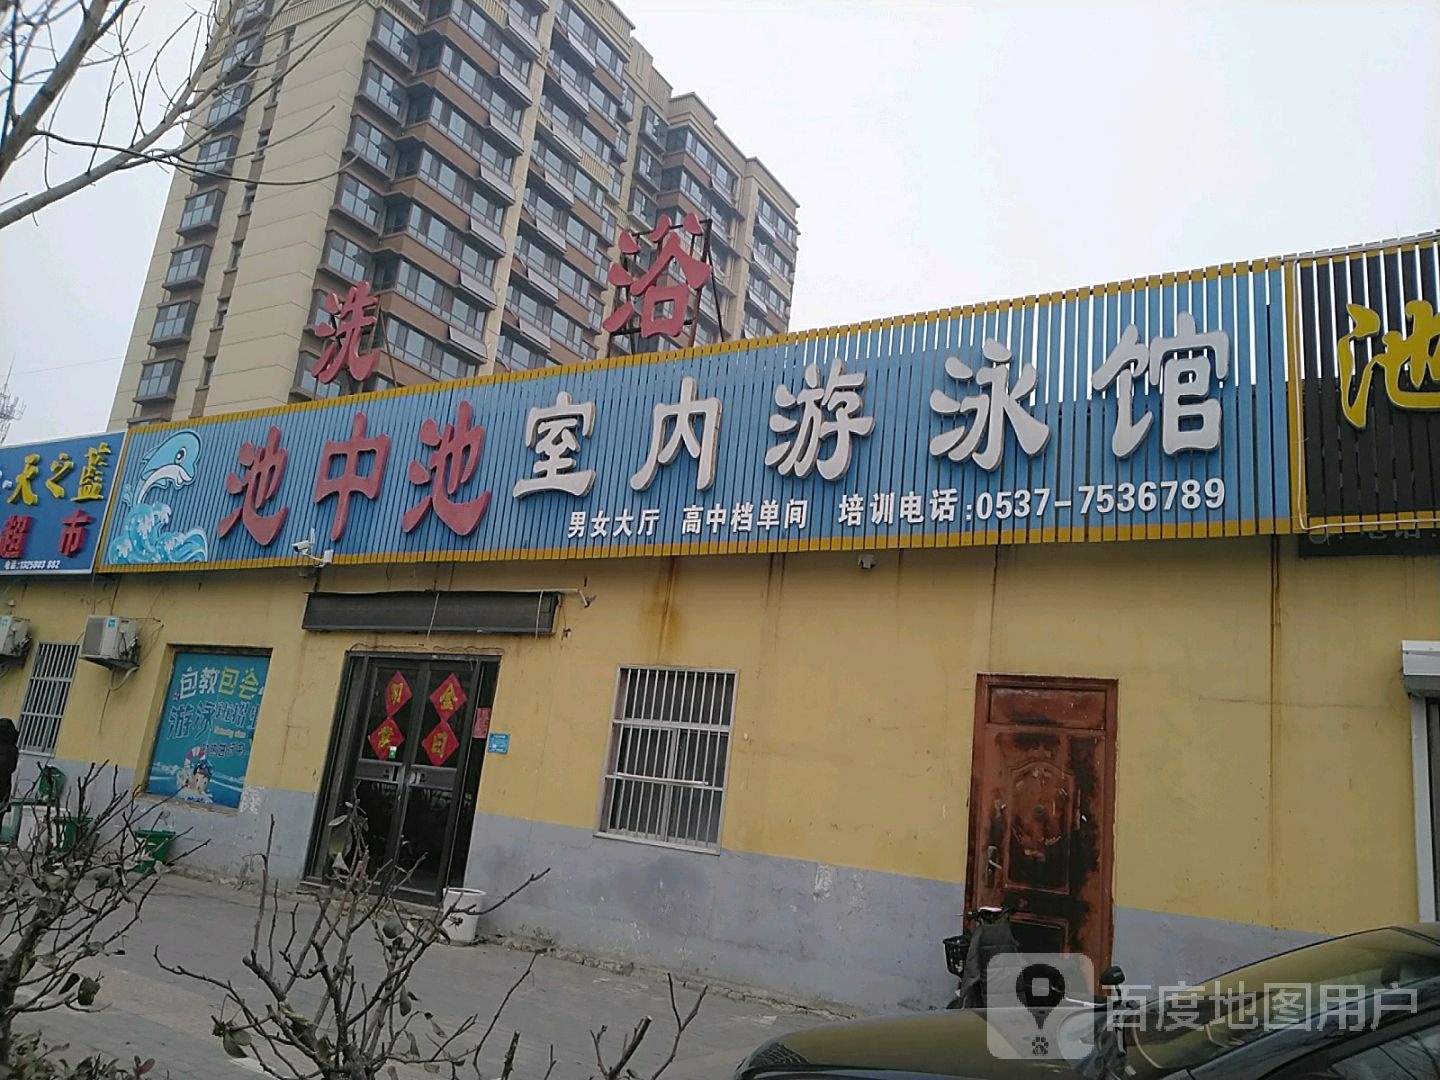 洗 浴
池中池室内游泳馆
男女大厅 高中档单间 培训电话:0537-7536789
天之蓝
超市
池
包教包会
游泳
百度地图用户